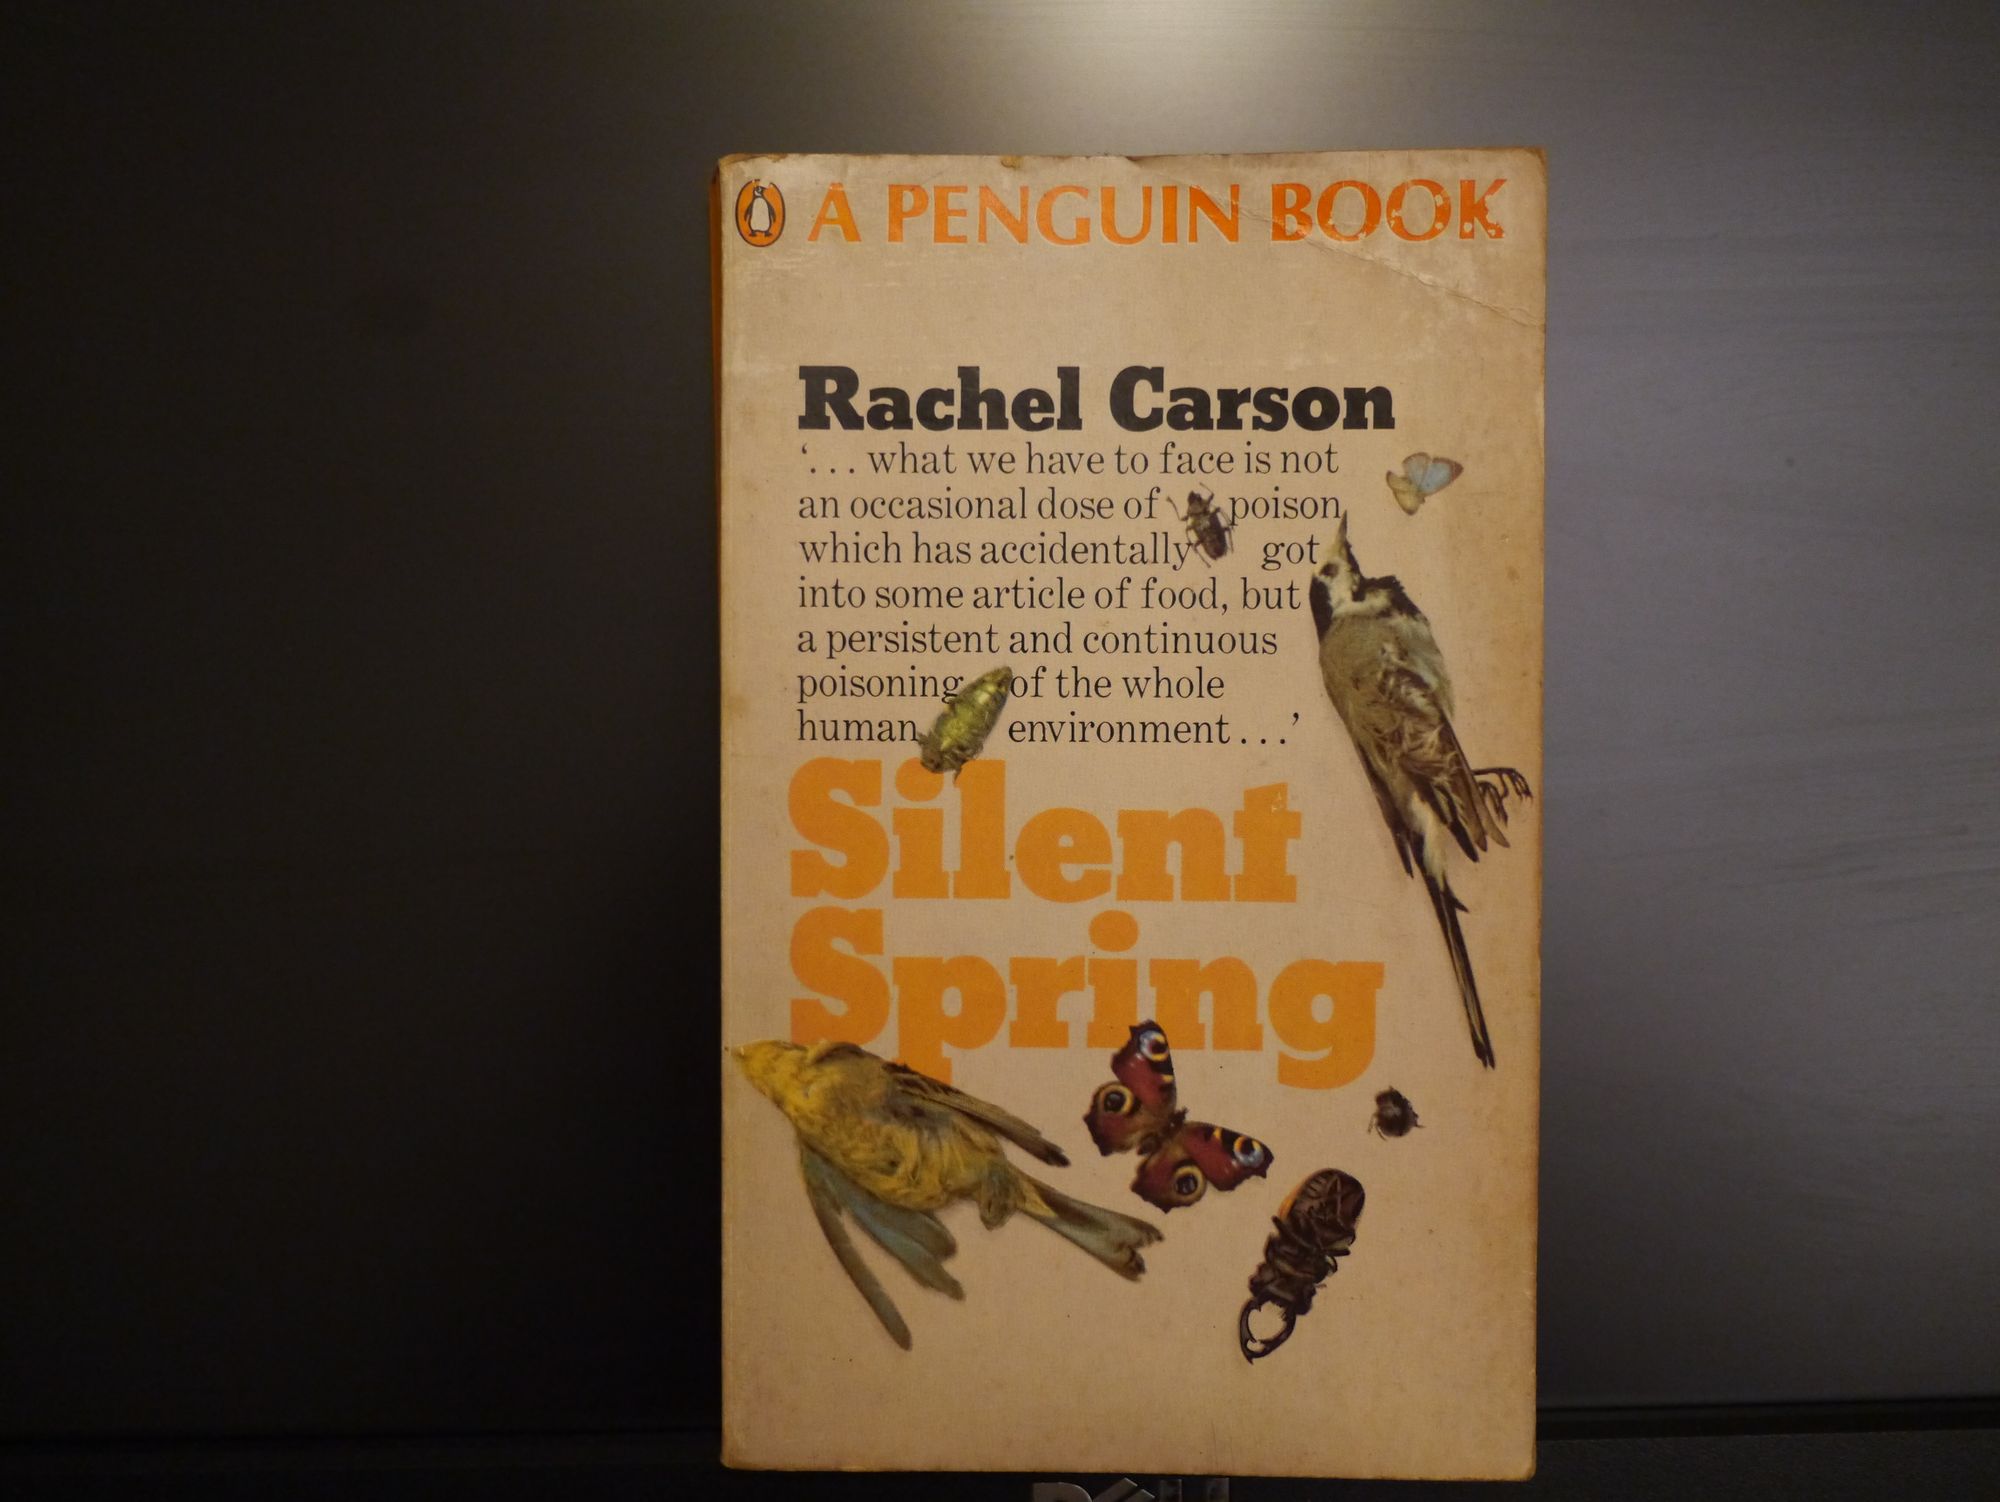 A PENGUIN BOOK
Rachel Carson
‘. . . what we have to face is not
an occasional dose of poison
which has accidentally got
into some article of food, but
a persistent and continuous
poisoning of the whole
human environment . . .’
Silent
Spring